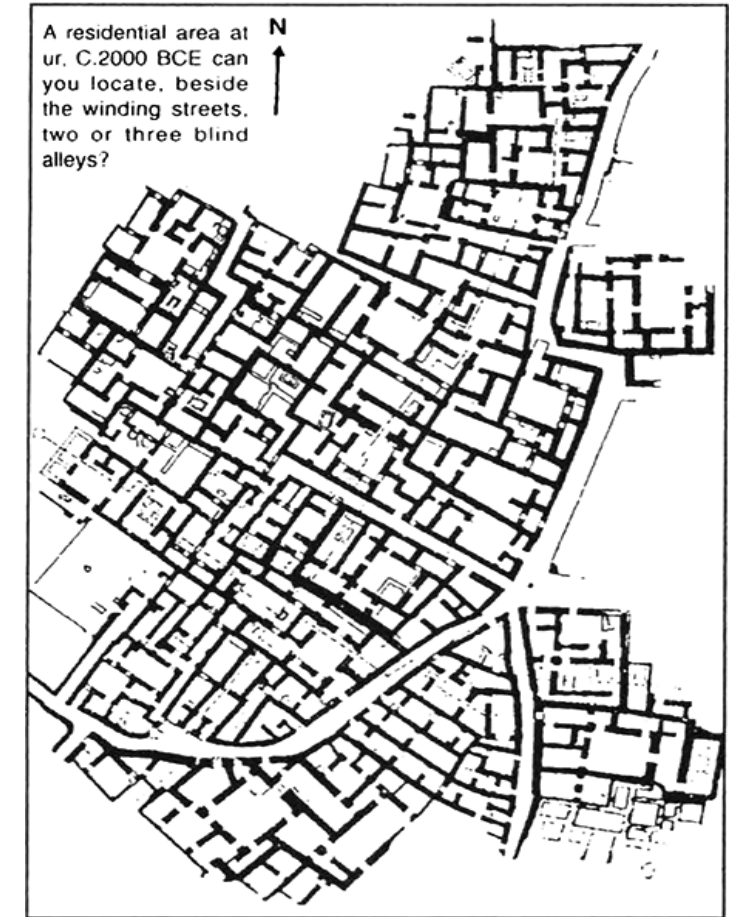 A residential area at
ur, C.2000 BCE can
you locate, beside
the winding streets,
two or three blind
alleys?
N